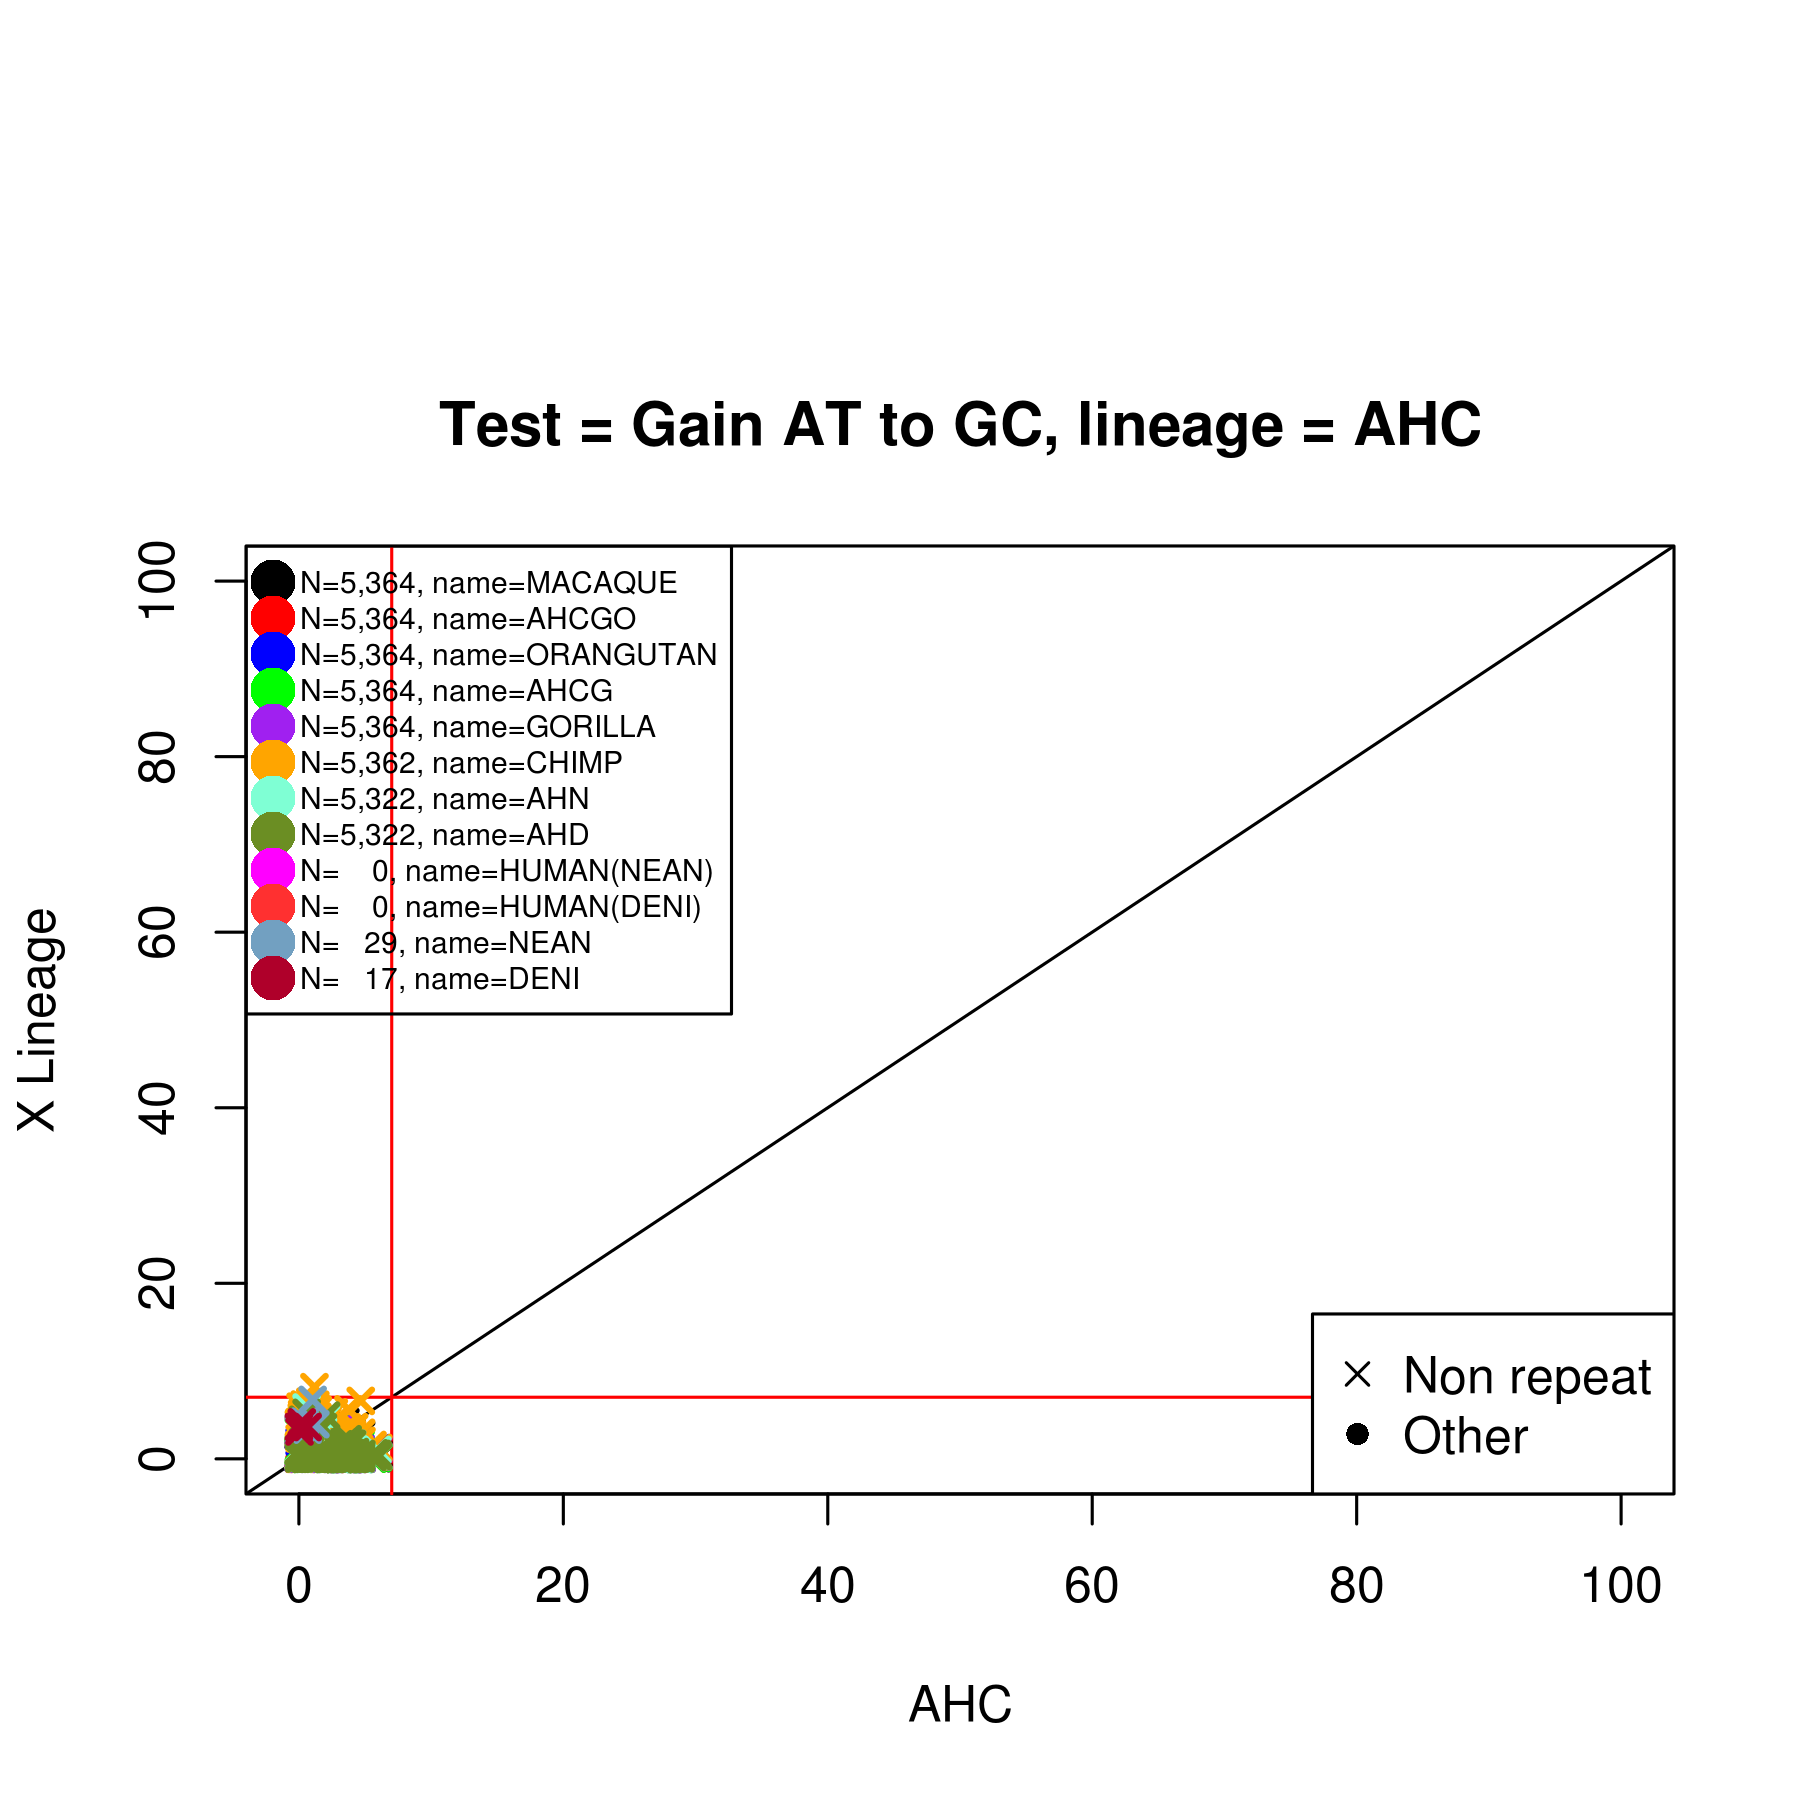 Test = Gain AT to GC, lineage = AHC
100
80
60
40
20
0
X Lineage
N=5,364, name=MACAQUE
N=5,364, name=AHCGO
N=5,364, name=ORANGUTAN
N=5,364, name=AHCG
N=5,364, name=GORILLA
N=5,362, name=CHIMP
N=5,322, name=AHN
N=5,322, name=AHD
N=    0, name=HUMAN(NEAN)
N=    0, name=HUMAN(DENI)
N=   29, name=NEAN
N=   17, name=DENI
Non repeat
Other
0 20 40 60 80 100
AHC